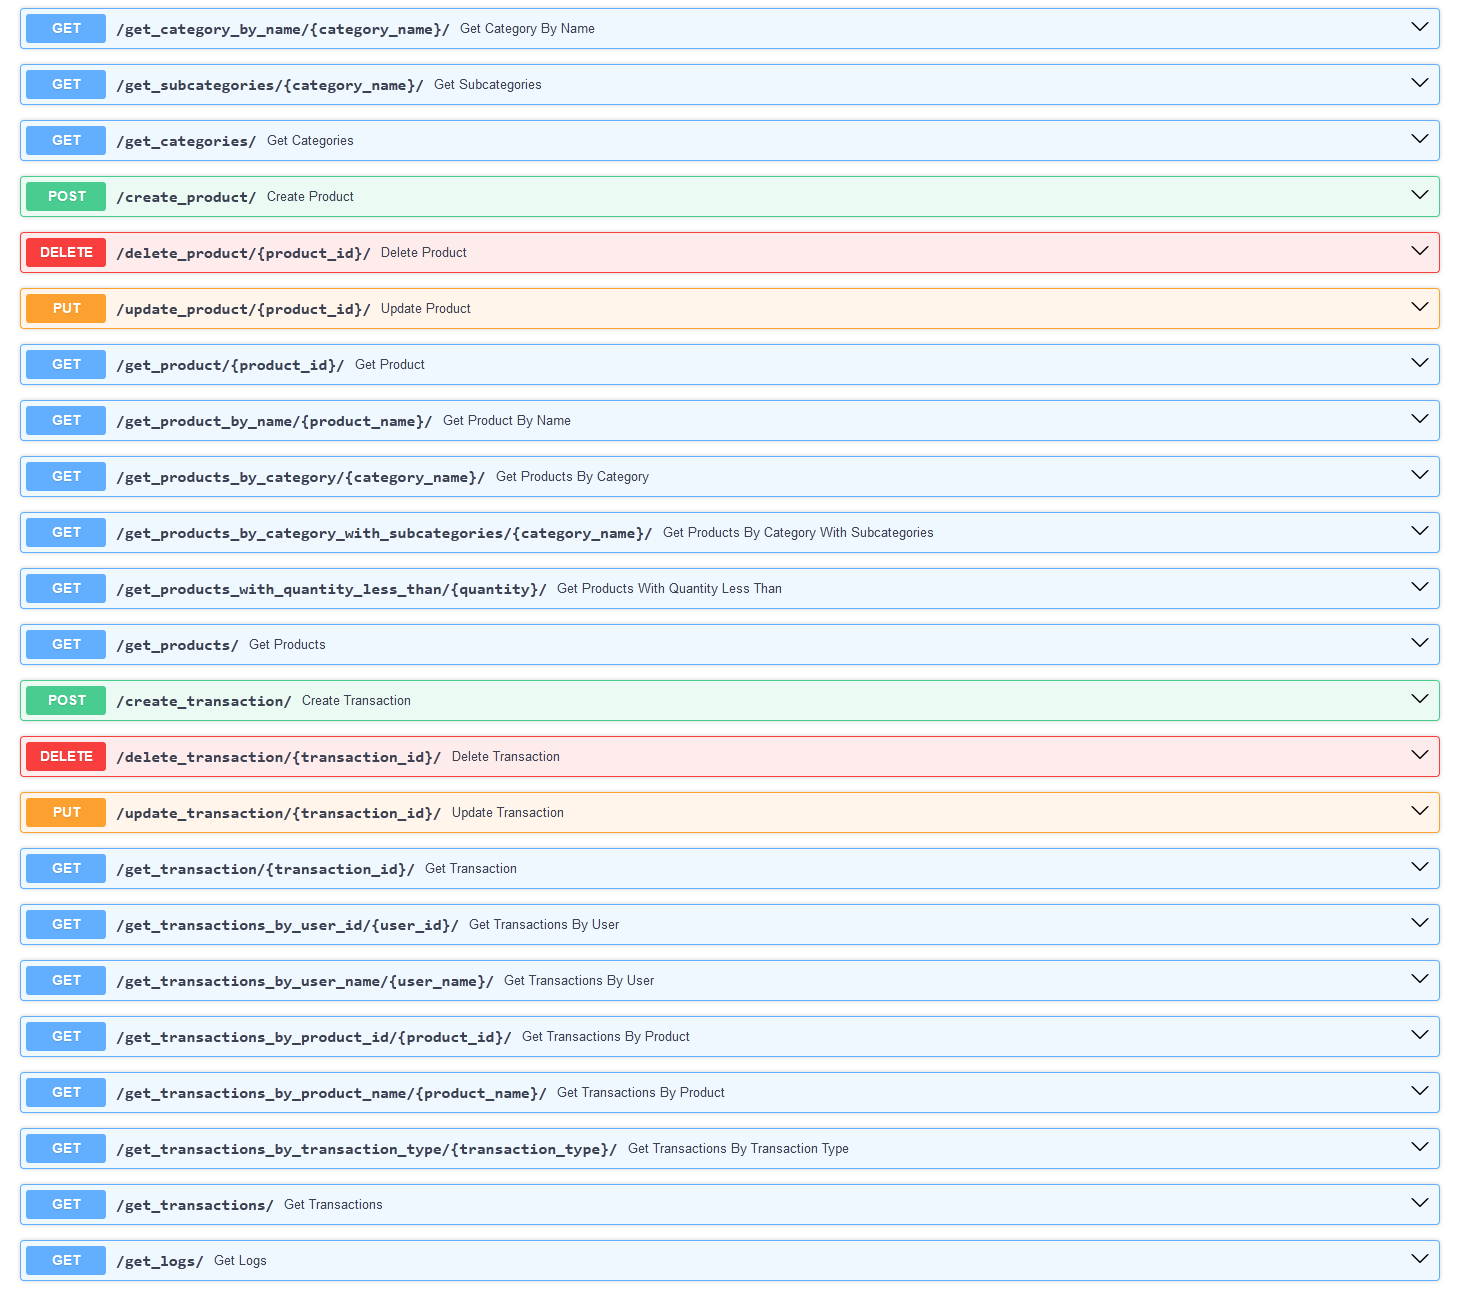 GET /get_category_by_name/{category_name}/ Get Category By Name
GET /get_subcategories/{category_name}/ Get Subcategories
GET /get_categories/ Get Categories
POST /create_product/ Create Product
DELETE /delete_product/{product_id}/ Delete Product
PUT /update_product/{product_id}/ Update Product
GET /get_product/{product_id}/ Get Product
GET /get_product_by_name/{product_name}/ Get Product By Name
GET /get_products_by_category/{category_name}/ Get Products By Category
GET /get_products_by_category_with_subcategories/{category_name}/ Get Products By Category With Subcategories
GET /get_products_with_quantity_less_than/{quantity}/ Get Products With Quantity Less Than
GET /get_products/ Get Products
POST /create_transaction/ Create Transaction
DELETE /delete_transaction/{transaction_id}/ Delete Transaction
PUT /update_transaction/{transaction_id}/ Update Transaction
GET /get_transaction/{transaction_id}/ Get Transaction
GET /get_transactions_by_user_id/{user_id}/ Get Transactions By User
GET /get_transactions_by_user_name/{user_name}/ Get Transactions By User
GET /get_transactions_by_product_id/{product_id}/ Get Transactions By Product
GET /get_transactions_by_product_name/{product_name}/ Get Transactions By Product
GET /get_transactions_by_transaction_type/{transaction_type}/ Get Transactions By Transaction Type
GET /get_transactions/ Get Transactions
GET /get_logs/ Get Logs